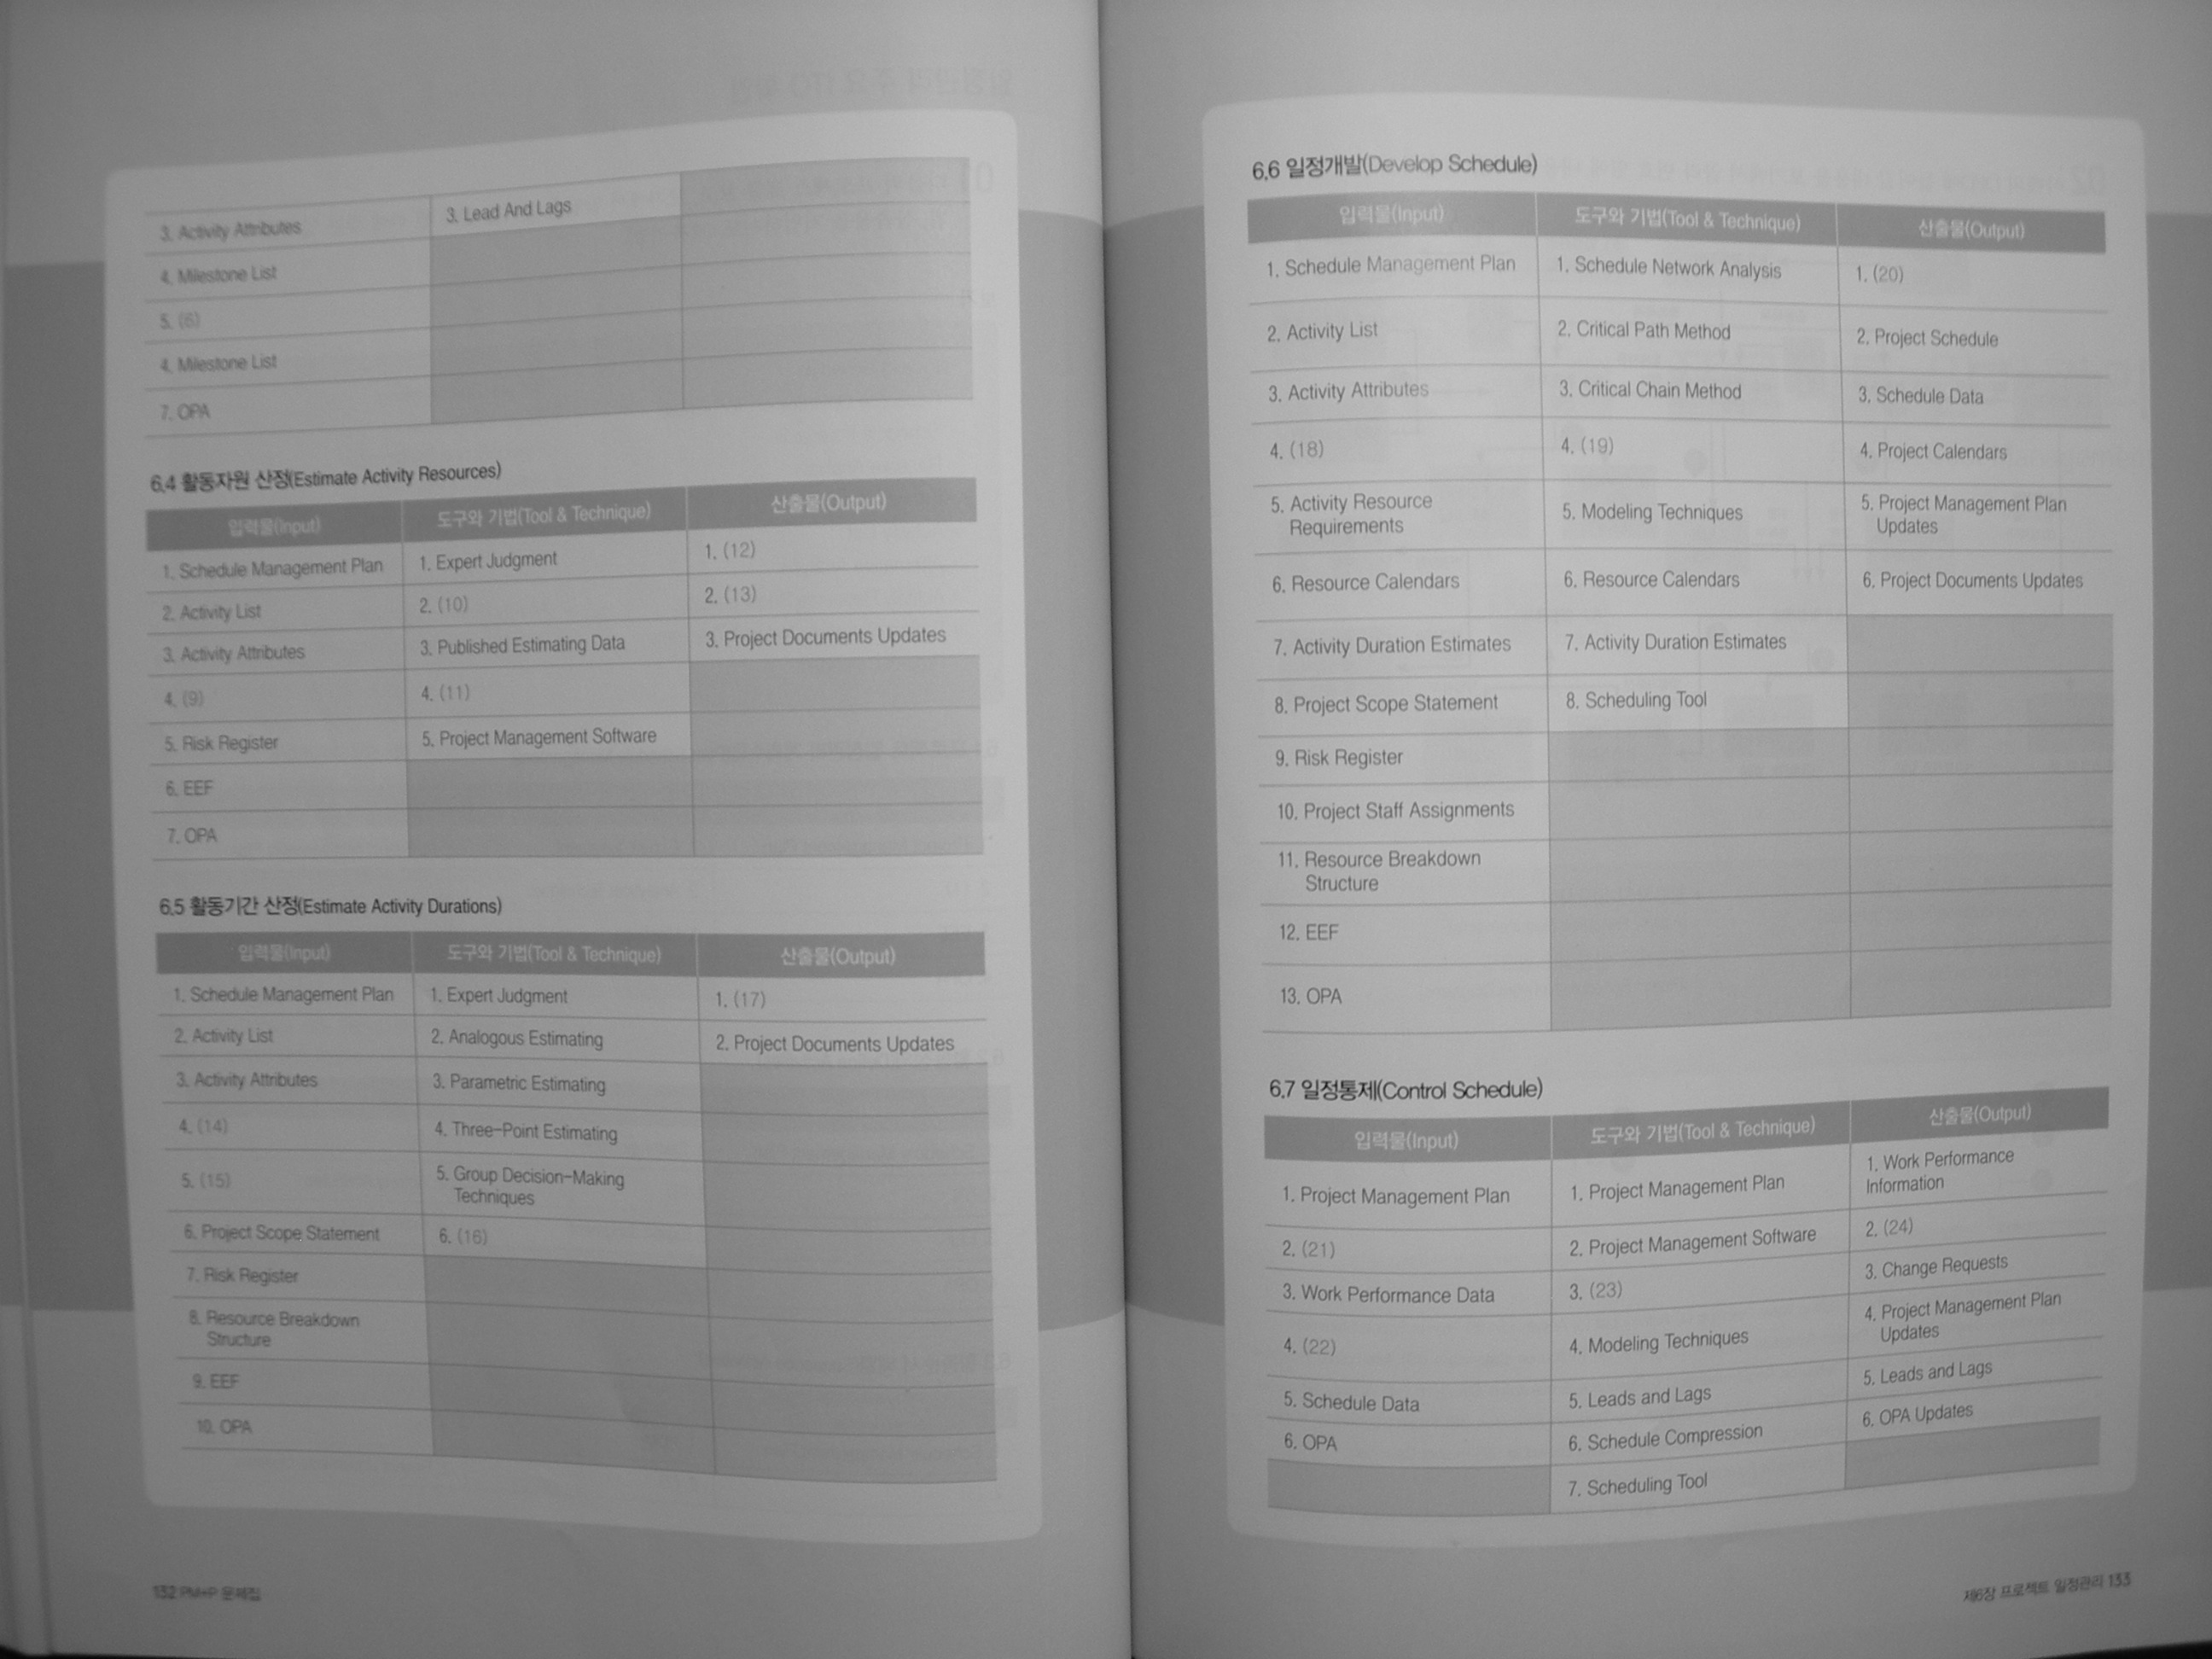 3. Activity Attributes
3. Lead And Lags
4. Milestone List
5. (6)
4. Milestone List
7. OPA
6.4 활동자원 산정(Estimate Activity Resources)
입력물(Input)
도구와 기법(Tool & Technique)
산출물(Output)
1. Schedule Management Plan
1. Expert Judgment
1. (12)
2. Activity List
2. (10)
2. (13)
3. Activity Attributes
3. Published Estimating Data
3. Project Documents Updates
4. (9)
4. (11)
5. Risk Register
5. Project Management Software
6. EEF
7. OPA
6.5 활동기간 산정(Estimate Activity Durations)
입력물(Input)
도구와 기법(Tool & Technique)
산출물(Output)
1. Schedule Management Plan
1. Expert Judgment
1. (17)
2. Activity List
2. Analogous Estimating
2. Project Documents Updates
3. Activity Attributes
3. Parametric Estimating
4. (14)
4. Three-Point Estimating
5. (15)
5. Group Decision-Making
Techniques
6. Project Scope Statement
6. (16)
7. Risk Register
8. Resource Breakdown
Structure
9. EEF
10. OPA
132 PM+P 문제집
6.6 일정개발(Develop Schedule)
입력물(Input)
도구와 기법(Tool & Technique)
산출물(Output)
1. Schedule Management Plan
1. Schedule Network Analysis
1. (20)
2. Activity List
2. Critical Path Method
2. Project Schedule
3. Activity Attributes
3. Critical Chain Method
3. Schedule Data
4. (18)
4. (19)
4. Project Calendars
5. Activity Resource
Requirements
5. Modeling Techniques
5. Project Management Plan
Updates
6. Resource Calendars
6. Resource Calendars
6. Project Documents Updates
7. Activity Duration Estimates
7. Activity Duration Estimates
8. Project Scope Statement
8. Scheduling Tool
9. Risk Register
10. Project Staff Assignments
11. Resource Breakdown
Structure
12. EEF
13. OPA
6.7 일정통제(Control Schedule)
입력물(Input)
도구와 기법(Tool & Technique)
산출물(Output)
1. Project Management Plan
1. Project Management Plan
1. Work Performance
Information
2. (21)
2. Project Management Software
2. (24)
3. Work Performance Data
3. (23)
3. Change Requests
4. (22)
4. Modeling Techniques
4. Project Management Plan
Updates
5. Schedule Data
5. Leads and Lags
5. Leads and Lags
6. OPA
6. Schedule Compression
6. OPA Updates
7. Scheduling Tool
제6장 프로젝트 일정관리 133